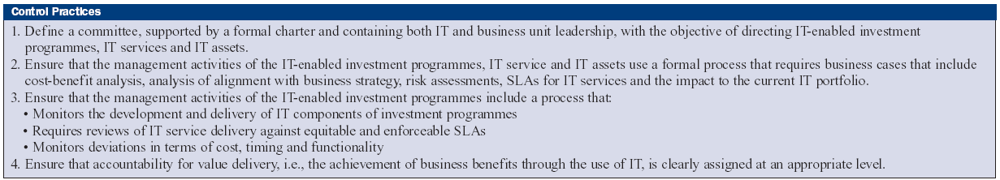 Control Practices
1. Define a committee, supported by a formal charter and containing both IT and business unit leadership, with the objective of directing IT-enabled investment
programmes, IT services and IT assets.
2. Ensure that the management activities of the IT-enabled investment programmes, IT service and IT assets use a formal process that requires business cases that include
cost-benefit analysis, analysis of alignment with business strategy, risk assessments, SLAs for IT services and the impact to the current IT portfolio.
3. Ensure that the management activities of the IT-enabled investment programmes include a process that:
• Monitors the development and delivery of IT components of investment programmes
• Requires reviews of IT service delivery against equitable and enforceable SLAs
• Monitors deviations in terms of cost, timing and functionality
4. Ensure that accountability for value delivery, i.e., the achievement of business benefits through the use of IT, is clearly assigned at an appropriate level.